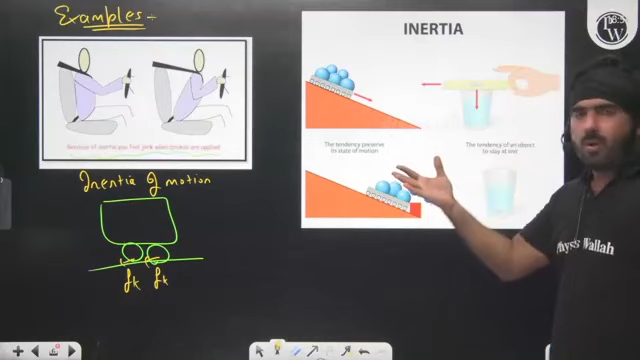 Examples :-
Because of inertia you feel jerk when brakes are applied
Inertia of motion
fk fk
INERTIA
The tendency preserve
to state of motion
The tendency of an object
to stay at rest
PW
Physics Wallah